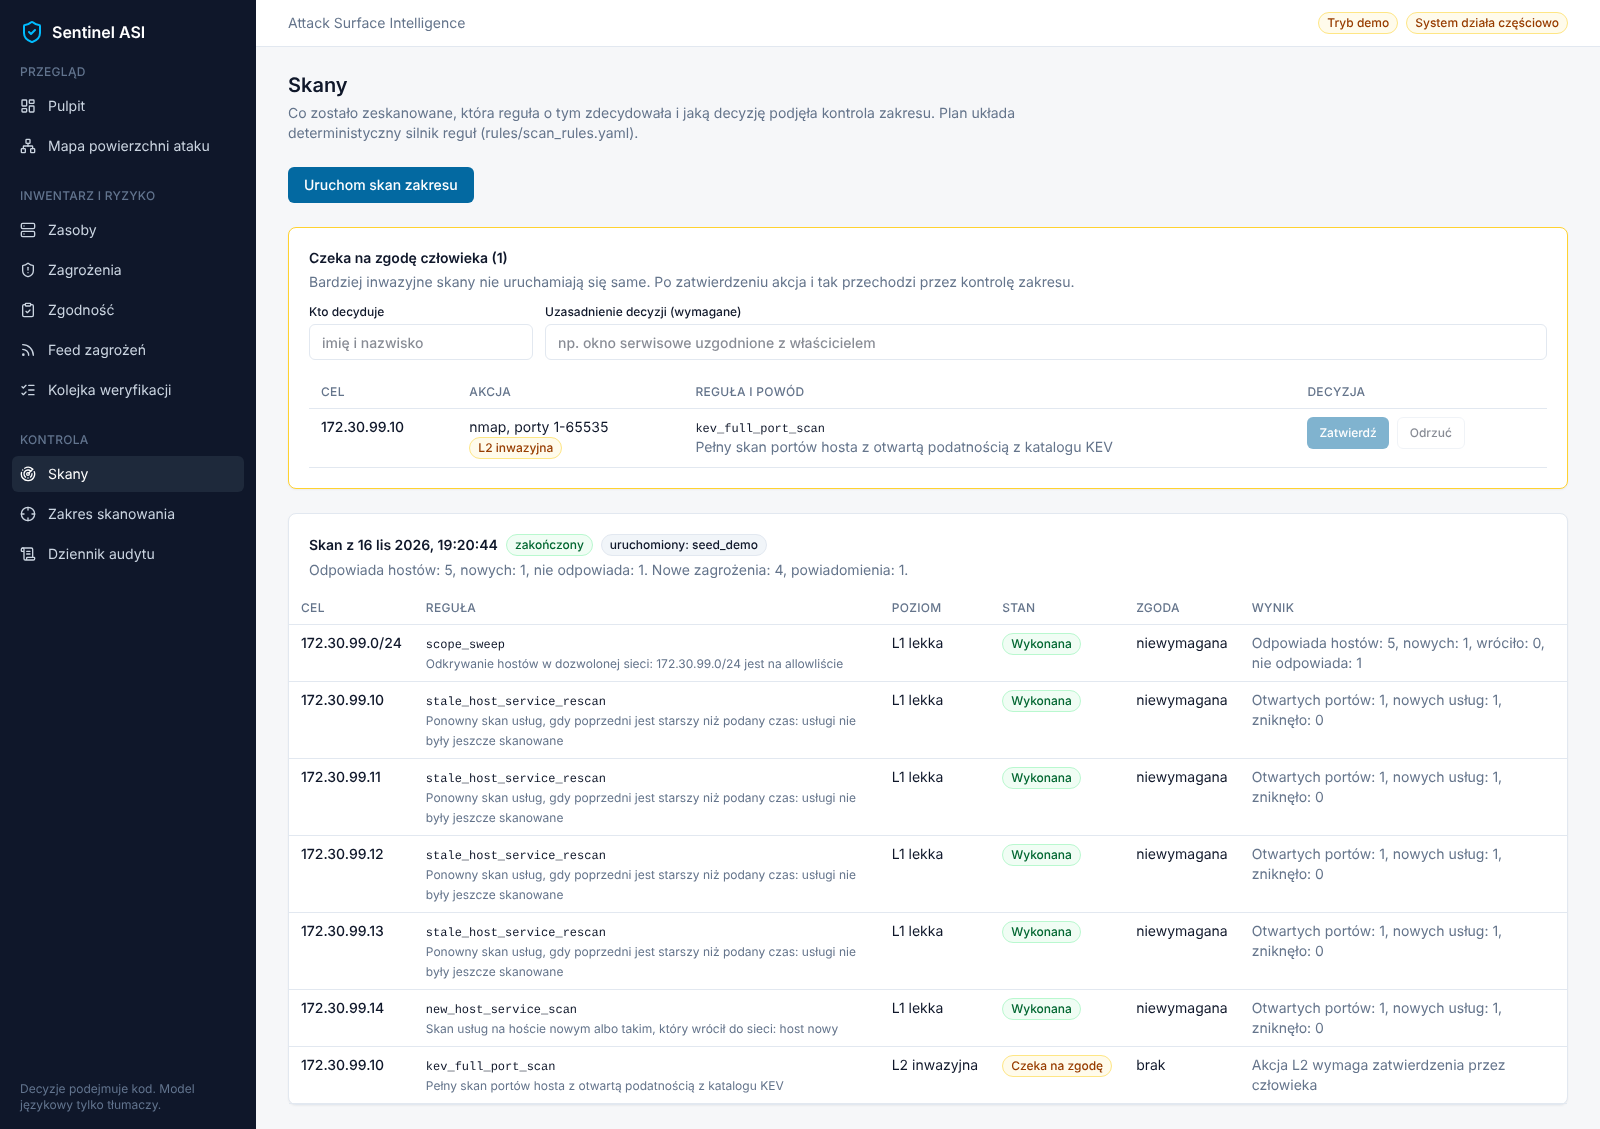 Sentinel ASI
PRZEGLĄD
Pulpit
Mapa powierzchni ataku
INWENTARZ I RYZYKO
Zasoby
Zagrożenia
Zgodność
Feed zagrożeń
Kolejka weryfikacji
KONTROLA
Skany
Zakres skanowania
Dziennik audytu
Decyzje podejmuje kod. Model
językowy tylko tłumaczy.
Attack Surface Intelligence
Tryb demo
System działa częściowo
Skany
Co zostało zeskanowane, która reguła o tym zdecydowała i jaką decyzję podjęła kontrola zakresu. Plan układa
deterministyczny silnik reguł (rules/scan_rules.yaml).
Uruchom skan zakresu
Czeka na zgodę człowieka (1)
Bardziej inwazyjne skany nie uruchamiają się same. Po zatwierdzeniu akcja i tak przechodzi przez kontrolę zakresu.
Kto decyduje
Uzasadnienie decyzji (wymagane)
imię i nazwisko
np. okno serwisowe uzgodnione z właścicielem
CEL AKCJA REGUŁA I POWÓD DECYZJA
172.30.99.10 nmap, porty 1-65535 kev_full_port_scan Zatwierdź Odrzuć
L2 inwazyjna Pełny skan portów hosta z otwartą podatnością z katalogu KEV
Skan z 16 lis 2026, 19:20:44 zakończony uruchomiony: seed_demo
Odpowiada hostów: 5, nowych: 1, nie odpowiada: 1. Nowe zagrożenia: 4, powiadomienia: 1.
CEL REGUŁA POZIOM STAN ZGODA WYNIK
172.30.99.0/24 scope_sweep L1 lekka Wykonana niewymagana Odpowiada hostów: 5, nowych: 1, wróciło: 0,
Odkrywanie hostów w dozwolonej sieci: 172.30.99.0/24 jest na allowliście nie odpowiada: 1
172.30.99.10 stale_host_service_rescan L1 lekka Wykonana niewymagana Otwartych portów: 1, nowych usług: 1,
Ponowny skan usług, gdy poprzedni jest starszy niż podany czas: usługi nie zniknęło: 0
były jeszcze skanowane
172.30.99.11 stale_host_service_rescan L1 lekka Wykonana niewymagana Otwartych portów: 1, nowych usług: 1,
Ponowny skan usług, gdy poprzedni jest starszy niż podany czas: usługi nie zniknęło: 0
były jeszcze skanowane
172.30.99.12 stale_host_service_rescan L1 lekka Wykonana niewymagana Otwartych portów: 1, nowych usług: 1,
Ponowny skan usług, gdy poprzedni jest starszy niż podany czas: usługi nie zniknęło: 0
były jeszcze skanowane
172.30.99.13 stale_host_service_rescan L1 lekka Wykonana niewymagana Otwartych portów: 1, nowych usług: 1,
Ponowny skan usług, gdy poprzedni jest starszy niż podany czas: usługi nie zniknęło: 0
były jeszcze skanowane
172.30.99.14 new_host_service_scan L1 lekka Wykonana niewymagana Otwartych portów: 1, nowych usług: 1,
Skan usług na hoście nowym albo takim, który wrócił do sieci: host nowy zniknęło: 0
172.30.99.10 kev_full_port_scan L2 inwazyjna Czeka na zgodę brak Akcja L2 wymaga zatwierdzenia przez
Pełny skan portów hosta z otwartą podatnością z katalogu KEV człowieka